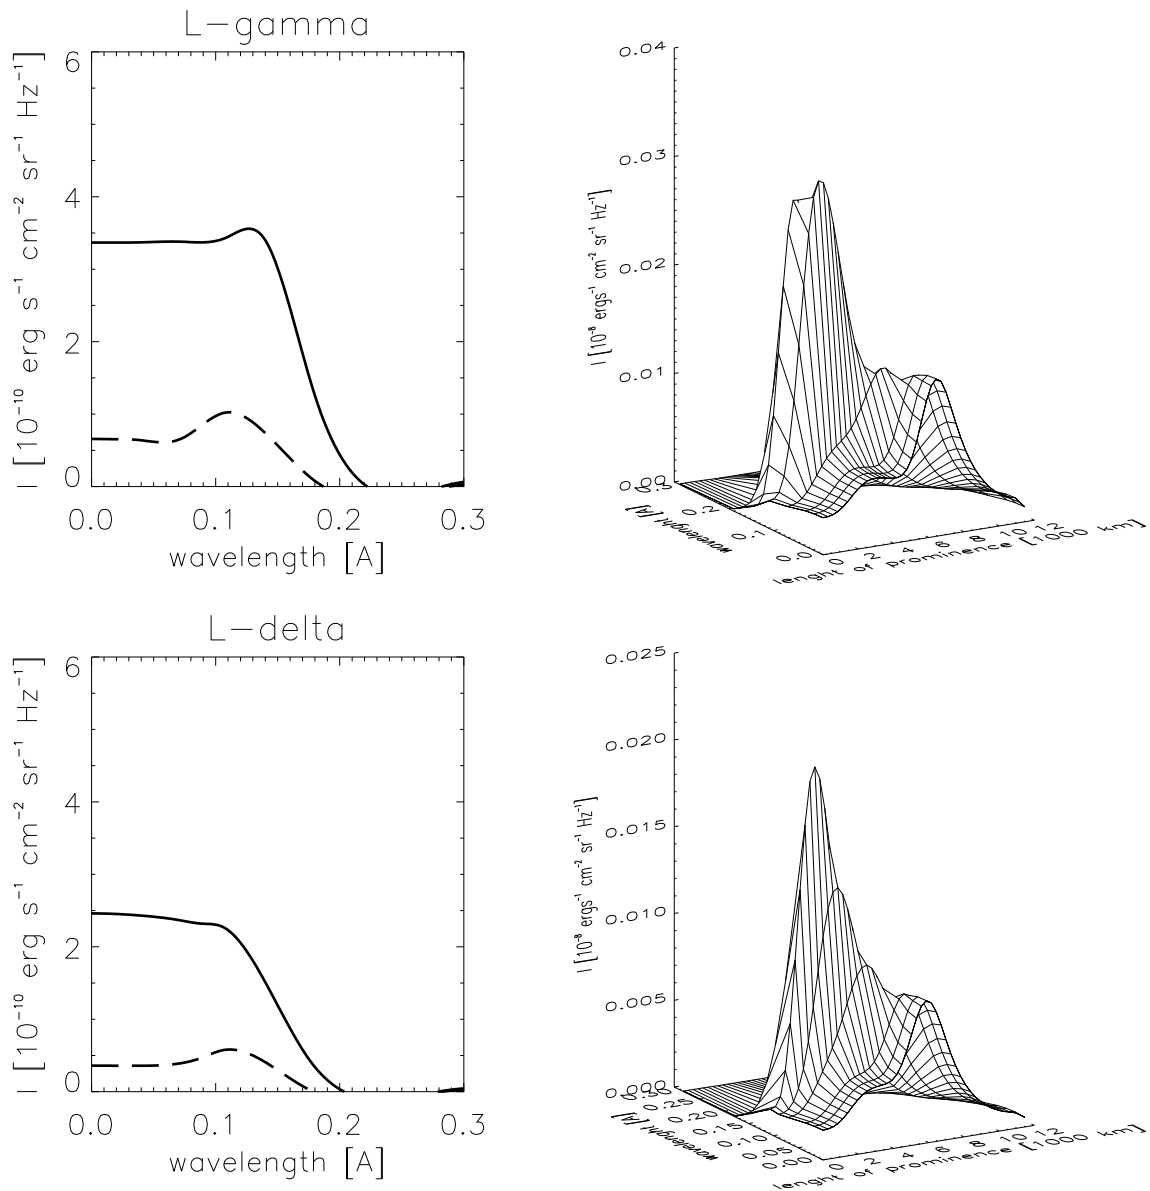 L−gamma
I [10⁻¹⁰ erg s⁻¹ cm⁻² sr⁻¹ Hz⁻¹]
6
4
2
0
0.0 0.1 0.2 0.3
wavelength [A]
I [10⁻⁸ ergs⁻¹ cm⁻² sr⁻¹ Hz⁻¹]
0.04
0.03
0.02
0.01
0.00
0.3
0.2
0.1
0.0
wavelenght [A]
0 2 4 6 8 10 12
lenght of prominence [1000 km]
L−delta
I [10⁻¹⁰ erg s⁻¹ cm⁻² sr⁻¹ Hz⁻¹]
6
4
2
0
0.0 0.1 0.2 0.3
wavelength [A]
I [10⁻⁸ ergs⁻¹ cm⁻² sr⁻¹ Hz⁻¹]
0.025
0.020
0.015
0.010
0.005
0.000
0.30
0.25
0.20
0.15
0.10
0.05
0.00
wavelenght [A]
0 2 4 6 8 10 12
lenght of prominence [1000 km]